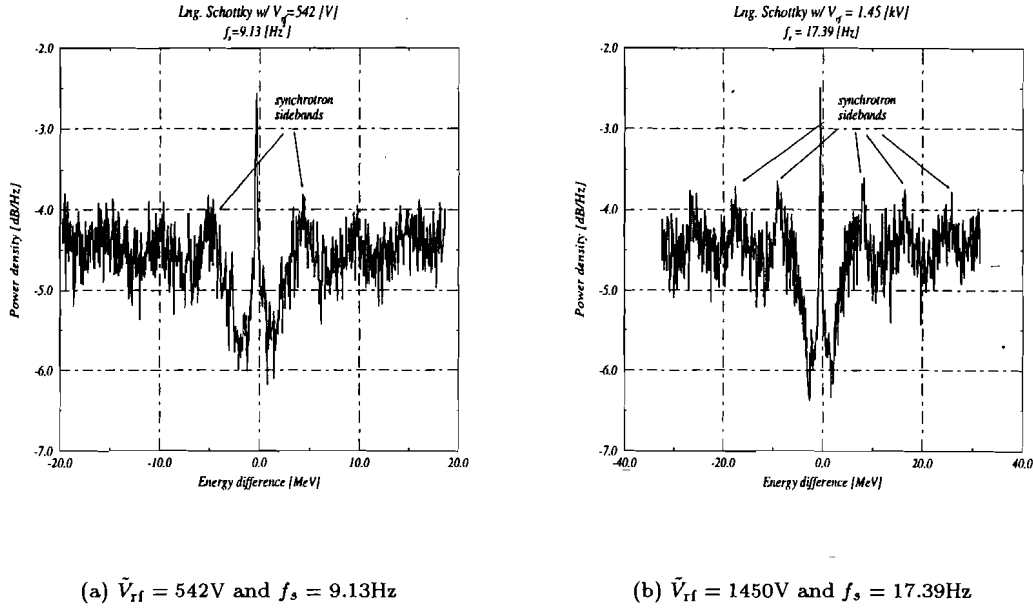 Lng. Schottky w/ V_rf=542 [V]
f_s=9.13 [Hz]
-2.0
-3.0
-4.0
-5.0
-6.0
-7.0
Power density [dB/Hz]
synchrotron
sidebands
-20.0 -10.0 0.0 10.0 20.0
Energy difference [MeV]
Lng. Schottky w/ V_rf = 1.45 [kV]
f_s = 17.39 [Hz]
-2.0
-3.0
-4.0
-5.0
-6.0
-7.0
Power density [dB/Hz]
synchrotron
sidebands
-40.0 -20.0 0.0 20.0 40.0
Energy difference [MeV]
(a) Ṽ_rf = 542V and f_s = 9.13Hz
(b) Ṽ_rf = 1450V and f_s = 17.39Hz